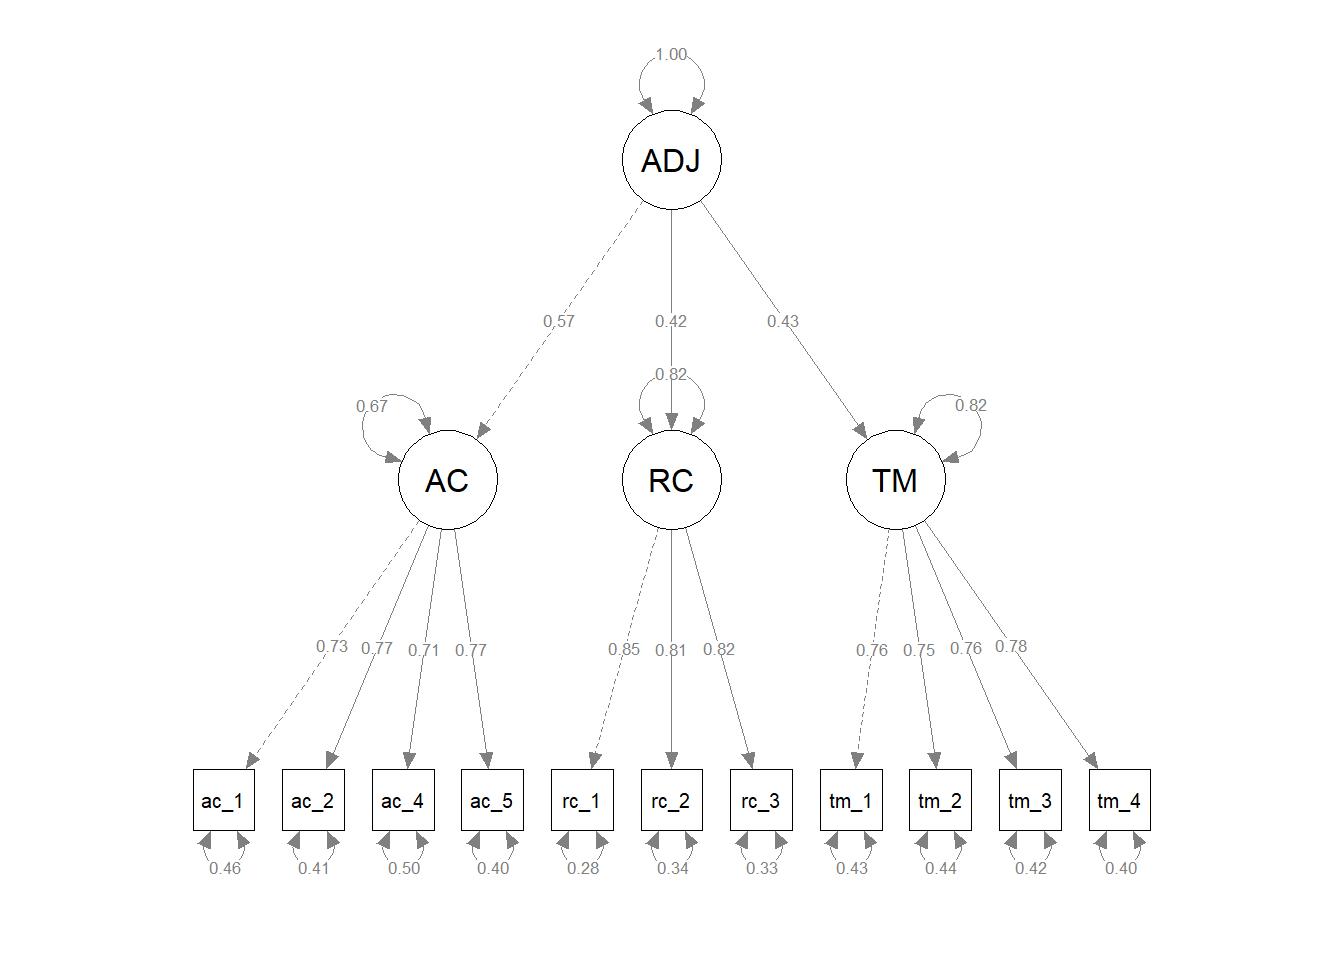 1.00
ADJ
0.57 0.42 0.43
0.82
0.67 0.82
AC RC TM
0.73 0.77 0.71 0.77 0.85 0.81 0.82 0.76 0.75 0.76 0.78
ac_1 ac_2 ac_4 ac_5 rc_1 rc_2 rc_3 tm_1 tm_2 tm_3 tm_4
0.46 0.41 0.50 0.40 0.28 0.34 0.33 0.43 0.44 0.42 0.40